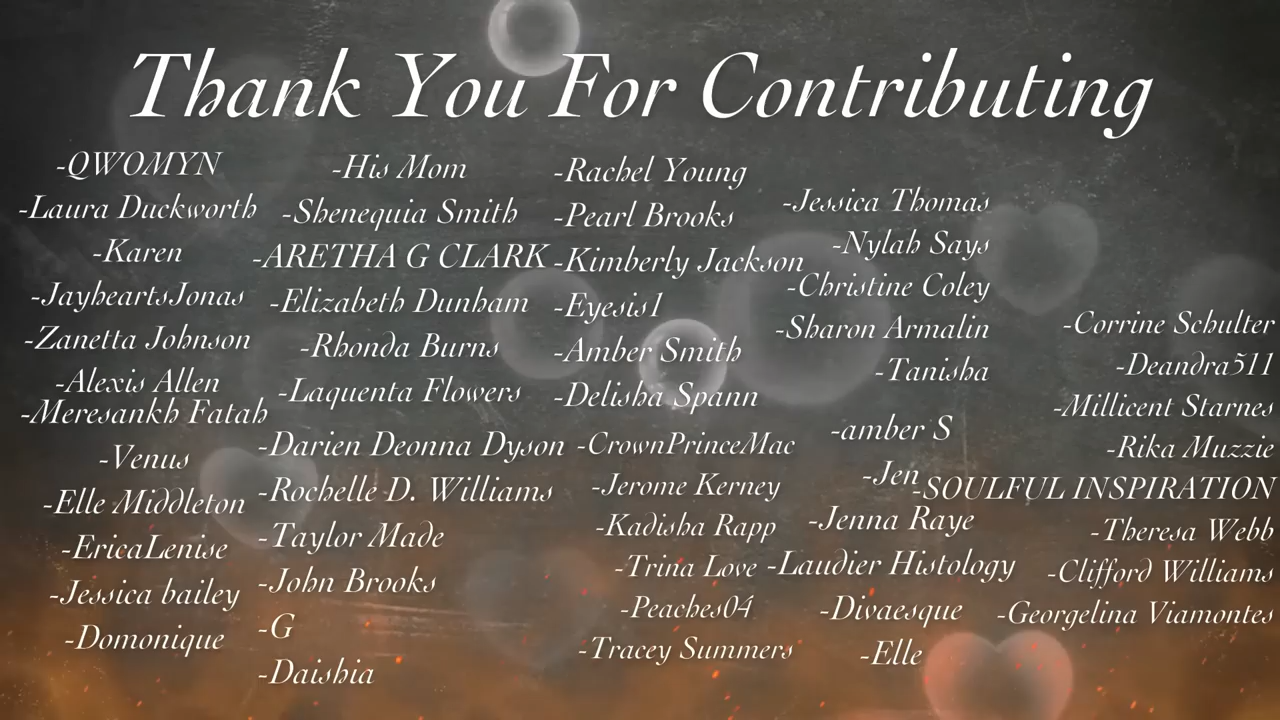 Thank You For Contributing
-QWOMYN
-Laura Duckworth
-Karen
-JayheartsJonas
-Zanetta Johnson
-Alexis Allen
-Meresankh Fatah
-Venus
-Elle Middleton
-EricaLenise
-Jessica bailey
-Domonique
-His Mom
-Shenequia Smith
-ARETHA G CLARK
-Elizabeth Dunham
-Rhonda Burns
-Laquenta Flowers
-Darien Deonna Dyson
-Rochelle D. Williams
-Taylor Made
-John Brooks
-G
-Daishia
-Rachel Young
-Pearl Brooks
-Kimberly Jackson
-Eyesis1
-Amber Smith
-Delisha Spann
-CrownPrinceMac
-Jerome Kerney
-Kadisha Rapp
-Trina Love
-Peaches04
-Tracey Summers
-Jessica Thomas
-Nylah Says
-Christine Coley
-Sharon Armalin
-Tanisha
-amber S
-Jen
-Jenna Raye
-Laudier Histology
-Divaesque
-Elle
-Corrine Schulter
-Deandra511
-Millicent Starnes
-Rika Muzzie
-SOULFUL INSPIRATION
-Theresa Webb
-Clifford Williams
-Georgelina Viamontes